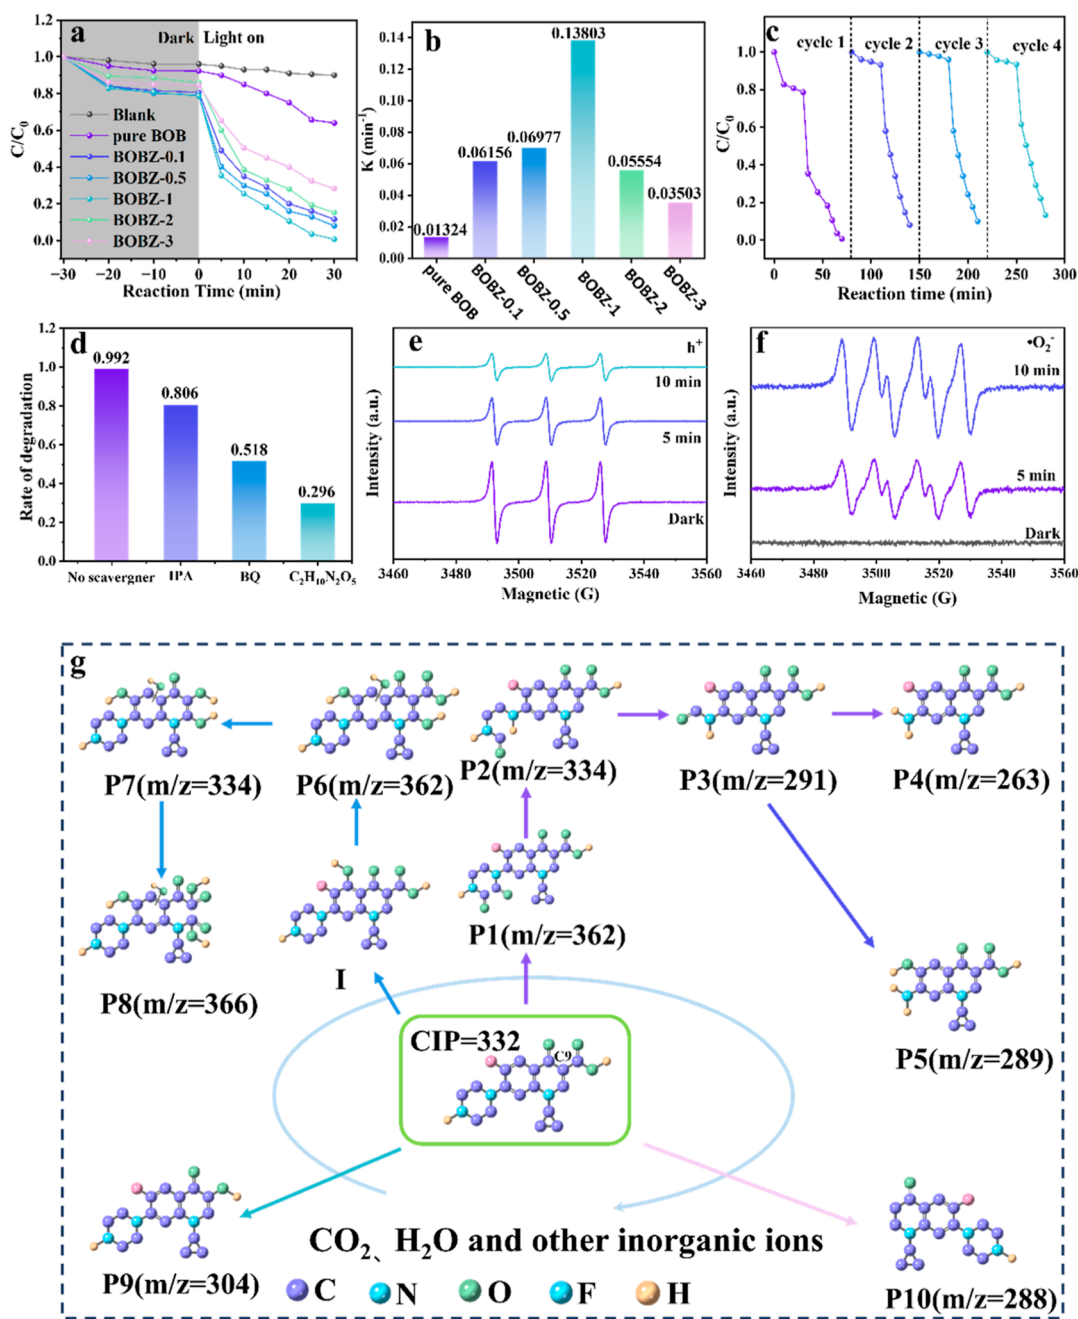 a
Dark Light on
C/C0
1.2
1.0
0.8
0.6
0.4
0.2
0.0
Blank
pure BOB
BOBZ-0.1
BOBZ-0.5
BOBZ-1
BOBZ-2
BOBZ-3
-30 -20 -10 0 10 20 30
Reaction Time (min)
b
K (min-1)
0.14
0.12
0.10
0.08
0.06
0.04
0.02
0.00
0.01324
0.06156
0.06977
0.13803
0.05554
0.03503
pure BOB
BOBZ-0.1
BOBZ-0.5
BOBZ-1
BOBZ-2
BOBZ-3
c
cycle 1 cycle 2 cycle 3 cycle 4
C/C0
1.0
0.8
0.6
0.4
0.2
0.0
0 50 100 150 200 250 300
Reaction time (min)
d
Rate of degradation
1.2
1.0
0.8
0.6
0.4
0.2
0.0
0.992
0.806
0.518
0.296
No scavergner IPA BQ C2H10N2O5
e
h+
10 min
5 min
Dark
Intensity (a.u.)
3460 3480 3500 3520 3540 3560
Magnetic (G)
f
•O2-
10 min
5 min
Dark
Intensity (a.u.)
3460 3480 3500 3520 3540 3560
Magnetic (G)
g
P7(m/z=334)
P6(m/z=362)
P2(m/z=334)
P3(m/z=291)
P4(m/z=263)
P8(m/z=366)
I
P1(m/z=362)
P5(m/z=289)
CIP=332
C9
P9(m/z=304)
CO2、H2O and other inorganic ions
P10(m/z=288)
C N O F H